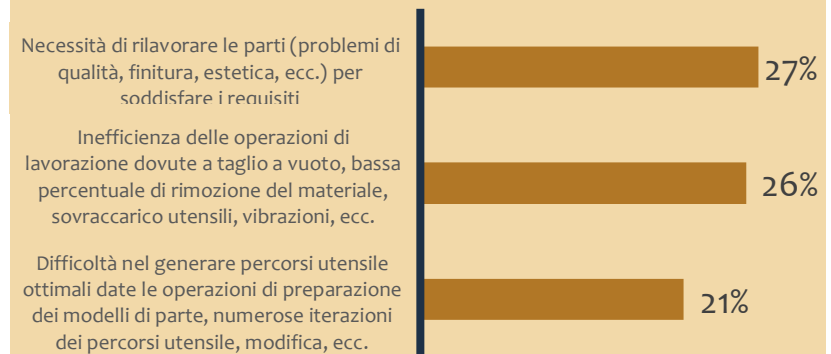 Necessità di rilavorare le parti (problemi di
qualità, finitura, estetica, ecc.) per
soddisfare i requisiti
27%
Inefficienza delle operazioni di
lavorazione dovute a taglio a vuoto, bassa
percentuale di rimozione del materiale,
sovraccarico utensili, vibrazioni, ecc.
26%
Difficoltà nel generare percorsi utensile
ottimali date le operazioni di preparazione
dei modelli di parte, numerose iterazioni
dei percorsi utensile, modifica, ecc.
21%